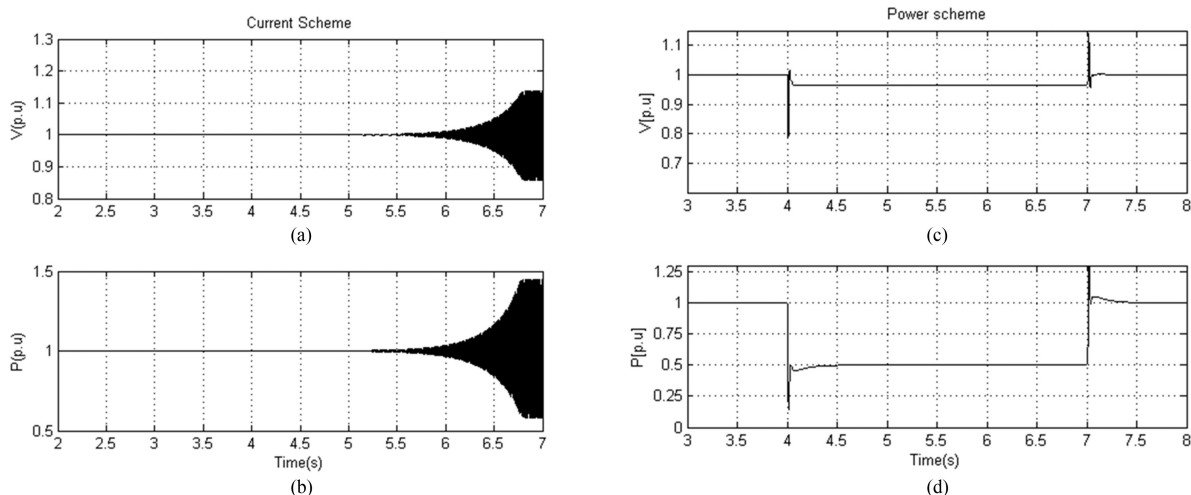 Current Scheme
1.3
1.2
1.1
1
0.9
0.8
V(p.u)
2 2.5 3 3.5 4 4.5 5 5.5 6 6.5 7
(a)
1.5
1
0.5
P(p.u)
2 2.5 3 3.5 4 4.5 5 5.5 6 6.5 7
Time(s)
(b)
Power scheme
1.1
1
0.9
0.8
0.7
V[p.u]
3 3.5 4 4.5 5 5.5 6 6.5 7 7.5 8
(c)
1.25
1
0.75
0.5
0.25
0
P[p.u]
3 3.5 4 4.5 5 5.5 6 6.5 7 7.5 8
Time(s)
(d)